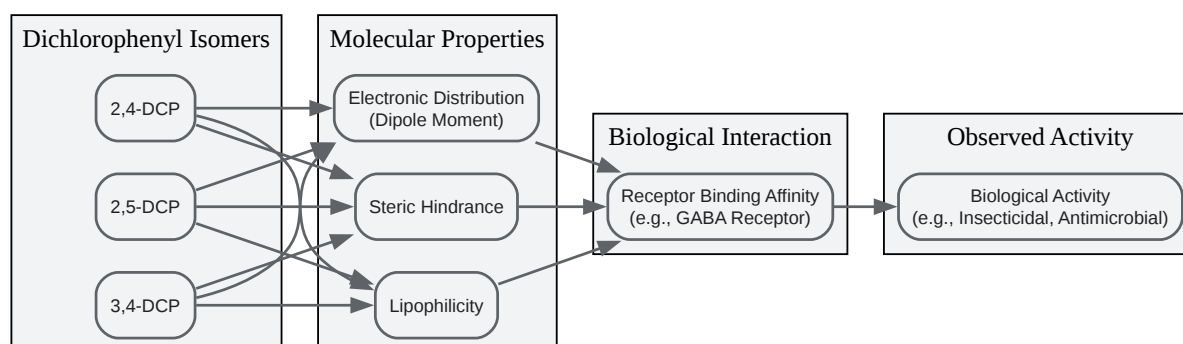 Dichlorophenyl Isomers
2,4-DCP
2,5-DCP
3,4-DCP
Molecular Properties
Electronic Distribution
(Dipole Moment)
Steric Hindrance
Lipophilicity
Biological Interaction
Receptor Binding Affinity
(e.g., GABA Receptor)
Observed Activity
Biological Activity
(e.g., Insecticidal, Antimicrobial)